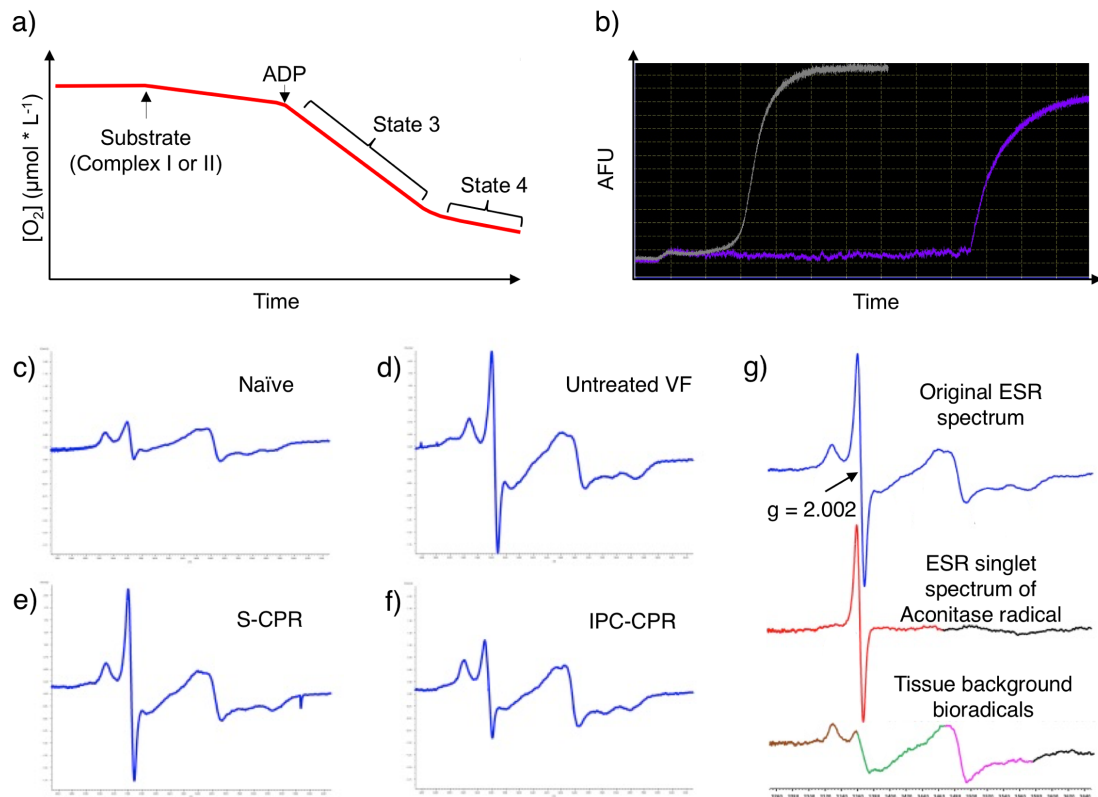 a)
ADP
State 3
Substrate
(Complex I or II)
State 4
[O2] (µmol * L-1)
Time
b)
AFU
Time
c)
Naïve
d)
Untreated VF
e)
S-CPR
f)
IPC-CPR
g)
Original ESR
spectrum
g = 2.002
ESR singlet
spectrum of
Aconitase radical
Tissue background
bioradicals